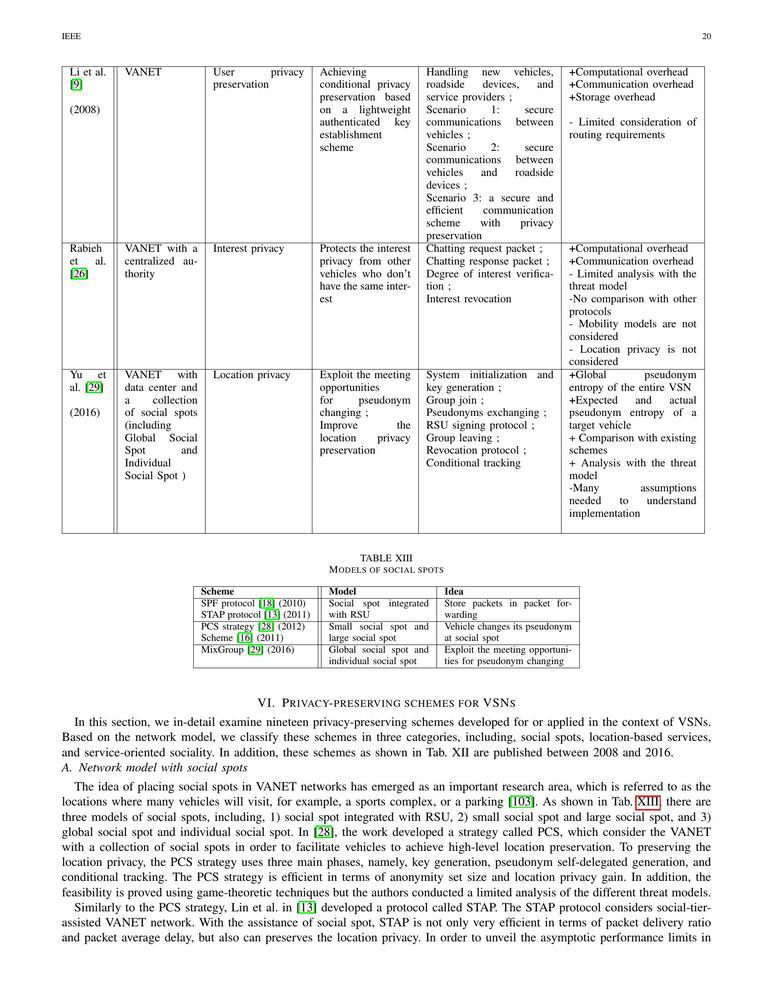 IEEE
20
Li et al.
[9]
(2008)
VANET
User privacy
preservation
Achieving
conditional privacy
preservation based
on a lightweight
authenticated key
establishment
scheme
Handling new vehicles,
roadside devices, and
service providers ;
Scenario 1: secure
communications between
vehicles ;
Scenario 2: secure
communications between
vehicles and roadside
devices ;
Scenario 3: a secure and
efficient communication
scheme with privacy
preservation
+Computational overhead
+Communication overhead
+Storage overhead
- Limited consideration of
routing requirements
Rabieh
et al.
[26]
VANET with a
centralized au-
thority
Interest privacy
Protects the interest
privacy from other
vehicles who don't
have the same inter-
est
Chatting request packet ;
Chatting response packet ;
Degree of interest verifica-
tion ;
Interest revocation
+Computational overhead
+Communication overhead
- Limited analysis with the
threat model
-No comparison with other
protocols
- Mobility models are not
considered
- Location privacy is not
considered
Yu et
al. [29]
(2016)
VANET with
data center and
a collection
of social spots
(including
Global Social
Spot and
Individual
Social Spot )
Location privacy
Exploit the meeting
opportunities
for pseudonym
changing ;
Improve the
location privacy
preservation
System initialization and
key generation ;
Group join ;
Pseudonyms exchanging ;
RSU signing protocol ;
Group leaving ;
Revocation protocol ;
Conditional tracking
+Global pseudonym
entropy of the entire VSN
+Expected and actual
pseudonym entropy of a
target vehicle
+ Comparison with existing
schemes
+ Analysis with the threat
model
-Many assumptions
needed to understand
implementation
TABLE XIII
MODELS OF SOCIAL SPOTS
Scheme
Model
Idea
SPF protocol [18] (2010)
STAP protocol [13] (2011)
Social spot integrated
with RSU
Store packets in packet for-
warding
PCS strategy [28] (2012)
Scheme [16] (2011)
Small social spot and
large social spot
Vehicle changes its pseudonym
at social spot
MixGroup [29] (2016)
Global social spot and
individual social spot
Exploit the meeting opportuni-
ties for pseudonym changing
VI. PRIVACY-PRESERVING SCHEMES FOR VSNS
In this section, we in-detail examine nineteen privacy-preserving schemes developed for or applied in the context of VSNs.
Based on the network model, we classify these schemes in three categories, including, social spots, location-based services,
and service-oriented sociality. In addition, these schemes as shown in Tab. XII are published between 2008 and 2016.
A. Network model with social spots
The idea of placing social spots in VANET networks has emerged as an important research area, which is referred to as the
locations where many vehicles will visit, for example, a sports complex, or a parking [103]. As shown in Tab. XIII, there are
three models of social spots, including, 1) social spot integrated with RSU, 2) small social spot and large social spot, and 3)
global social spot and individual social spot. In [28], the work developed a strategy called PCS, which consider the VANET
with a collection of social spots in order to facilitate vehicles to achieve high-level location preservation. To preserving the
location privacy, the PCS strategy uses three main phases, namely, key generation, pseudonym self-delegated generation, and
conditional tracking. The PCS strategy is efficient in terms of anonymity set size and location privacy gain. In addition, the
feasibility is proved using game-theoretic techniques but the authors conducted a limited analysis of the different threat models.
Similarly to the PCS strategy, Lin et al. in [13] developed a protocol called STAP. The STAP protocol considers social-tier-
assisted VANET network. With the assistance of social spot, STAP is not only very efficient in terms of packet delivery ratio
and packet average delay, but also can preserves the location privacy. In order to unveil the asymptotic performance limits in